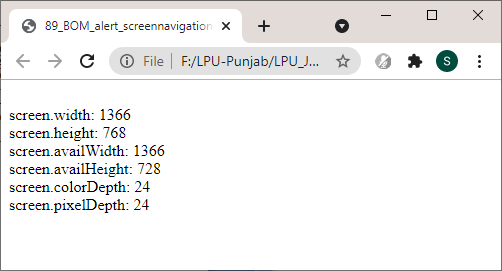 89_BOM_alert_screennavigation
File
F:/LPU-Punjab/LPU_J...
S
screen.width: 1366
screen.height: 768
screen.availWidth: 1366
screen.availHeight: 728
screen.colorDepth: 24
screen.pixelDepth: 24